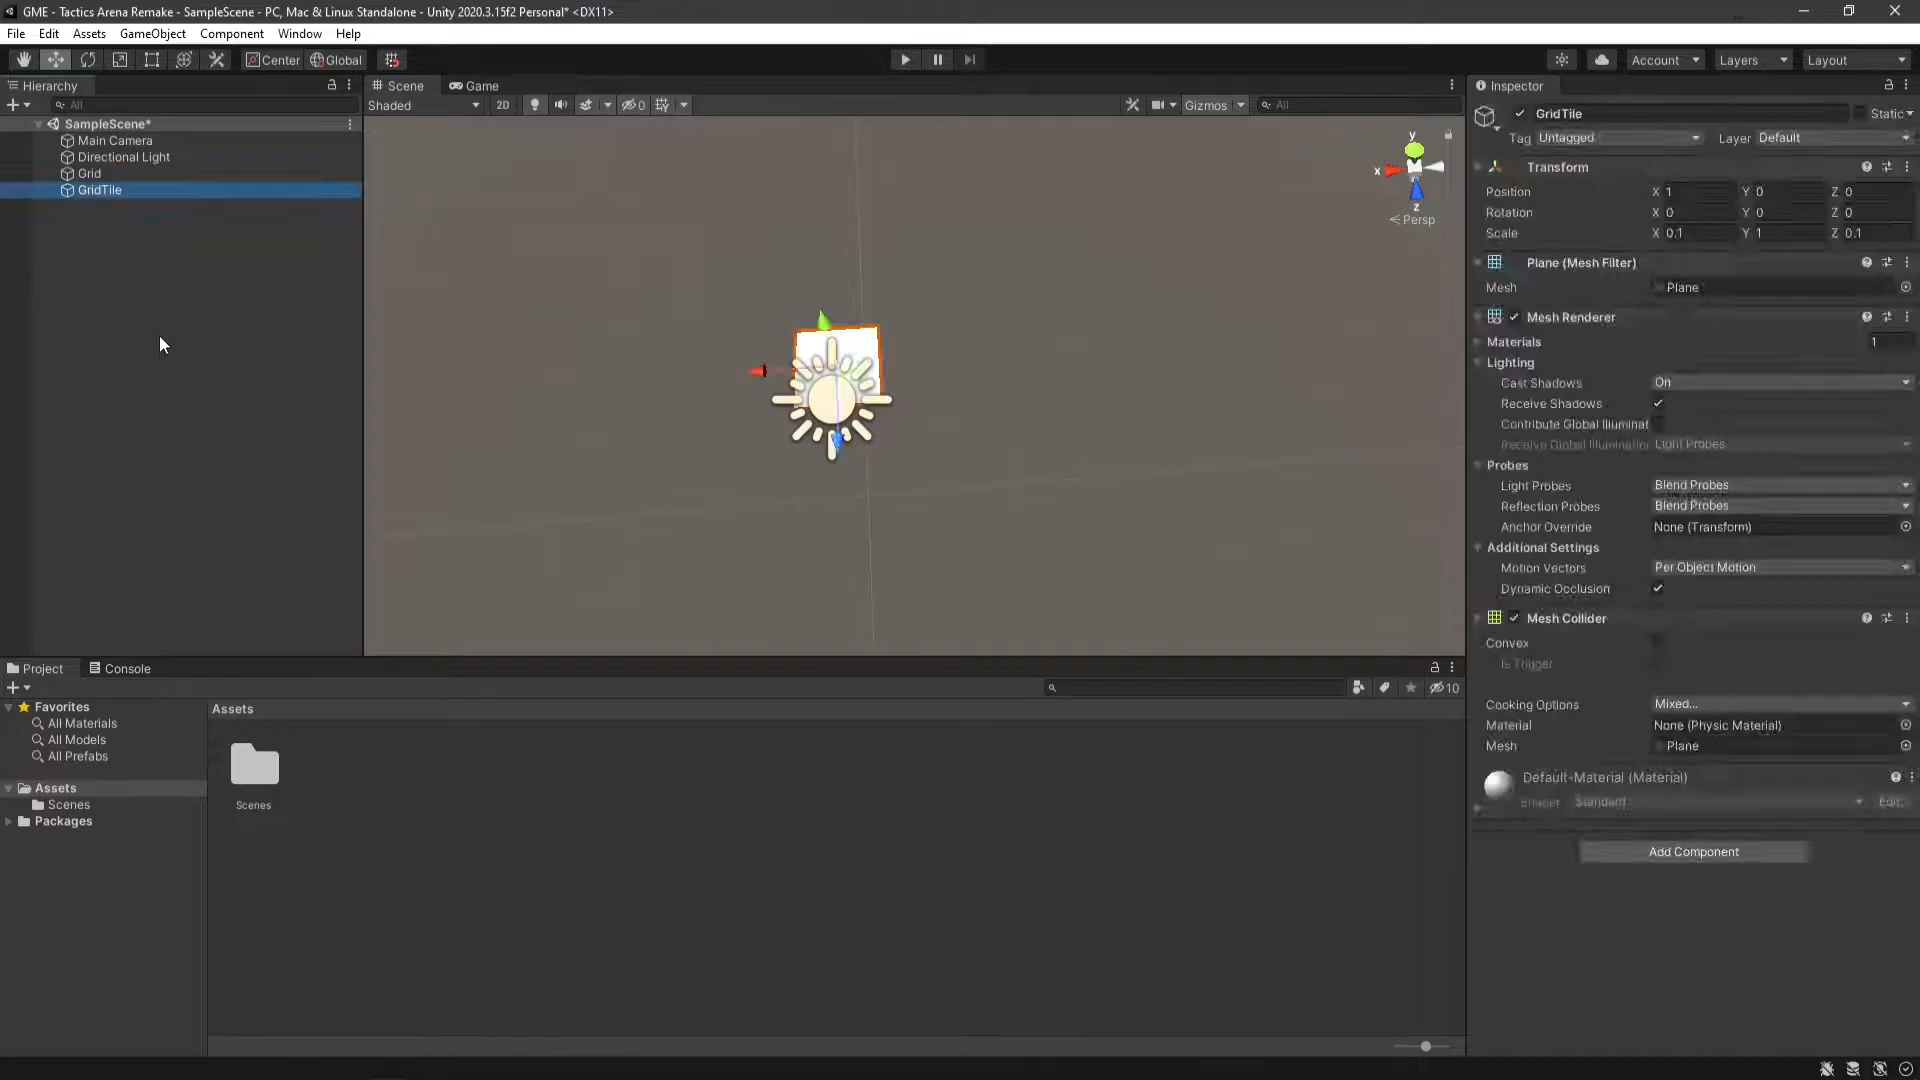 GME - Tactics Arena Remake - SampleScene - PC, Mac & Linux Standalone - Unity 2020.3.15f2 Personal* <DX11>
File Edit Assets GameObject Component Window Help
Center Global Account Layers Layout
Hierarchy Scene Game Inspector
All Shaded 2D 0 Gizmos All
SampleScene*
Main Camera
Directional Light
Grid
GridTile
y
x
z
< Persp
GridTile Static
Tag Untagged Layer Default
Transform
Position X 1 Y 0 Z 0
Rotation X 0 Y 0 Z 0
Scale X 0.1 Y 1 Z 0.1
Plane (Mesh Filter)
Mesh Plane
Mesh Renderer
Materials 1
Lighting
Cast Shadows On
Receive Shadows
Contribute Global Illuminat
Receive Global Illumination Light Probes
Probes
Light Probes Blend Probes
Reflection Probes Blend Probes
Anchor Override None (Transform)
Additional Settings
Motion Vectors Per Object Motion
Dynamic Occlusion
Mesh Collider
Convex
Is Trigger
Cooking Options Mixed...
Material None (Physic Material)
Mesh Plane
Default-Material (Material)
Shader Standard Edit...
Add Component
Project Console
10
Favorites
All Materials
All Models
All Prefabs
Assets
Scenes
Packages
Assets
Scenes